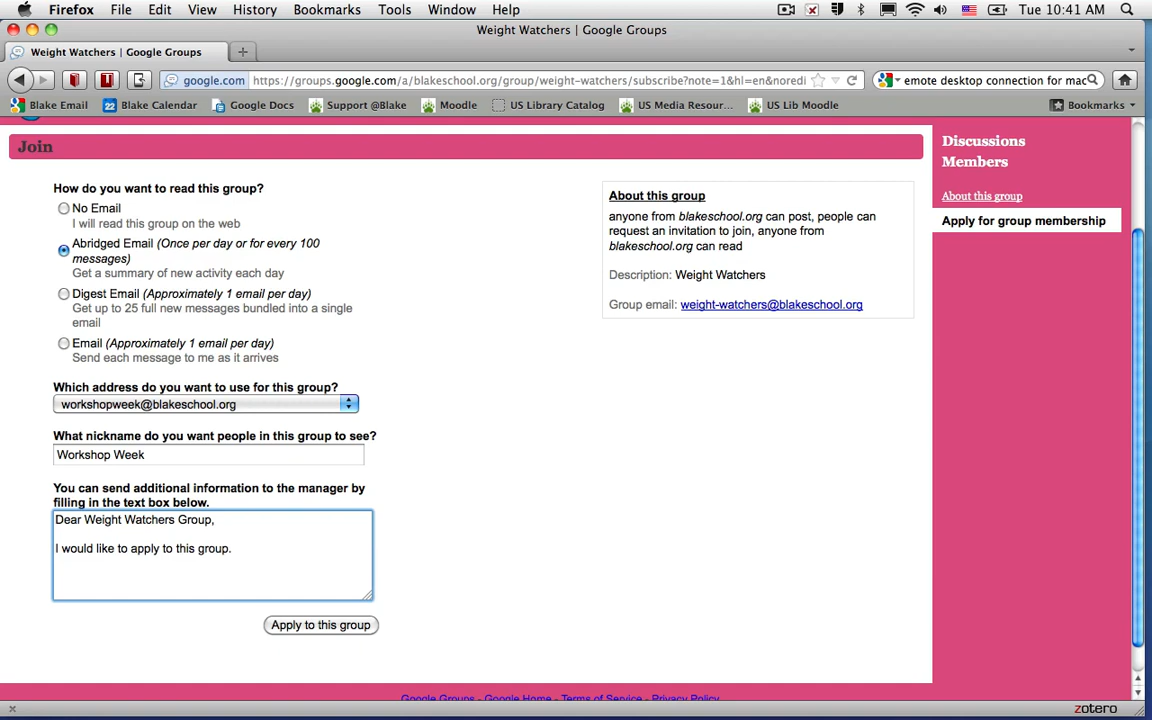 Firefox File Edit View History Bookmarks Tools Window Help Tue 10:41 AM
Weight Watchers | Google Groups
Weight Watchers | Google Groups
google.com https://groups.google.com/a/blakeschool.org/group/weight-watchers/subscribe?note=1&hl=en&noredi emote desktop connection for mac
Blake Email Blake Calendar Google Docs Support @Blake Moodle US Library Catalog US Media Resour... US Lib Moodle Bookmarks
Join
How do you want to read this group?
No Email
I will read this group on the web
Abridged Email (Once per day or for every 100
messages)
Get a summary of new activity each day
Digest Email (Approximately 1 email per day)
Get up to 25 full new messages bundled into a single
email
Email (Approximately 1 email per day)
Send each message to me as it arrives
Which address do you want to use for this group?
workshopweek@blakeschool.org
What nickname do you want people in this group to see?
Workshop Week
You can send additional information to the manager by
filling in the text box below.
Dear Weight Watchers Group,
I would like to apply to this group.
Apply to this group
About this group
anyone from blakeschool.org can post, people can
request an invitation to join, anyone from
blakeschool.org can read
Description: Weight Watchers
Group email: weight-watchers@blakeschool.org
Discussions
Members
About this group
Apply for group membership
Google Groups - Google Home - Terms of Service - Privacy Policy
zotero